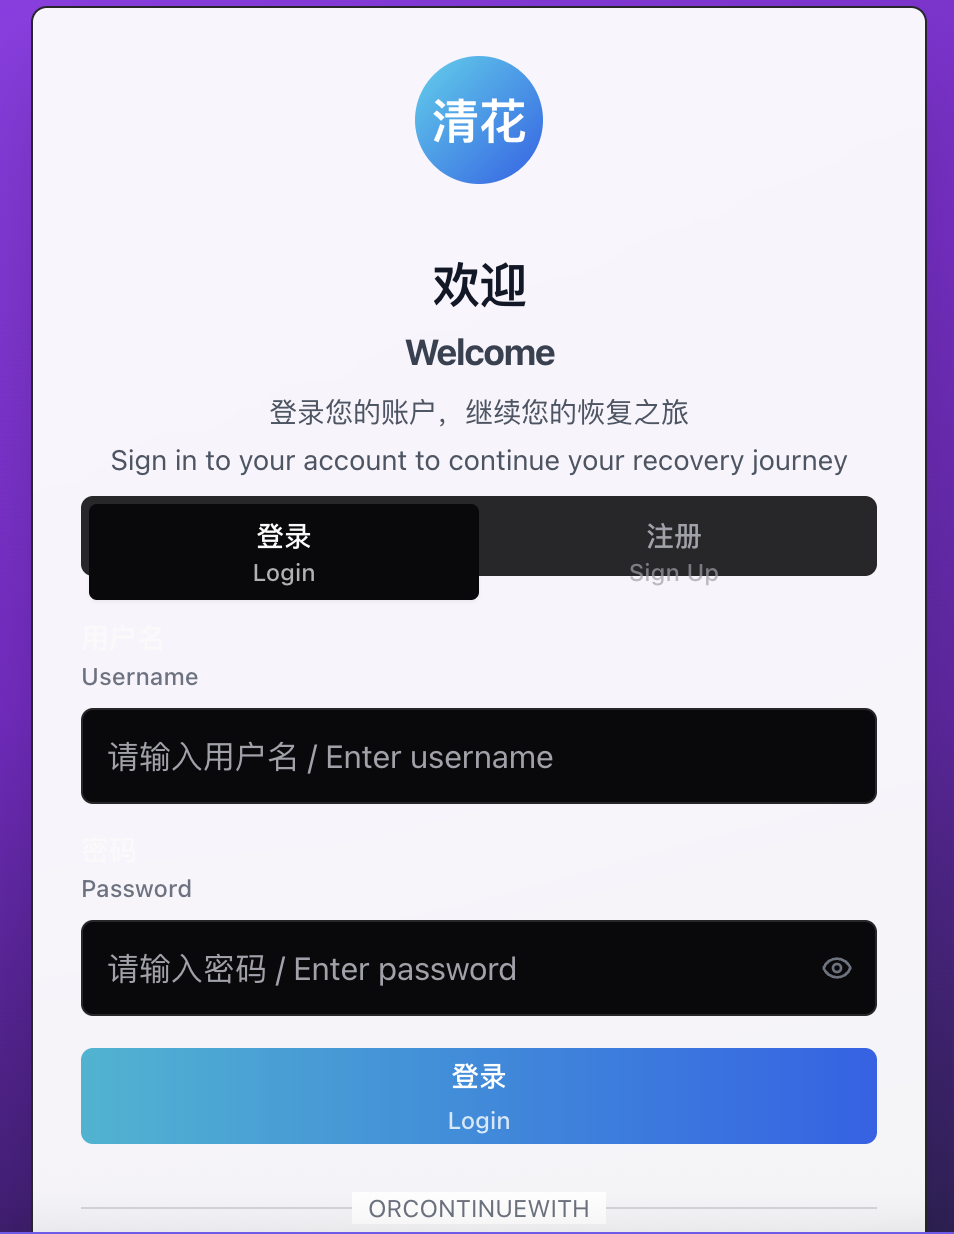 清花
欢迎
Welcome
登录您的账户，继续您的恢复之旅
Sign in to your account to continue your recovery journey
登录
Login
注册
Sign Up
用户名
Username
请输入用户名 / Enter username
密码
Password
请输入密码 / Enter password
登录
Login
ORCONTINUEWITH